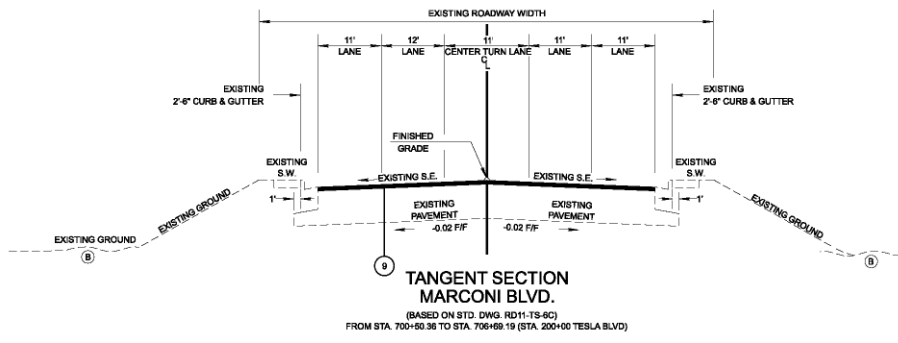 EXISTING ROADWAY WIDTH
11' 12' 11' 11' 11'
LANE LANE CENTER TURN LANE LANE LANE
CL
EXISTING
2'-6" CURB & GUTTER
EXISTING
2'-6" CURB & GUTTER
FINISHED
GRADE
EXISTING
S.W.
EXISTING
S.W.
EXISTING S.E.
EXISTING S.E.
1'
1'
EXISTING GROUND
EXISTING GROUND
EXISTING
PAVEMENT
EXISTING
PAVEMENT
-0.02 F/F
-0.02 F/F
EXISTING GROUND
B
B
9
TANGENT SECTION
MARCONI BLVD.
(BASED ON STD. DWG. RD11-TS-6C)
FROM STA. 700+50.36 TO STA. 706+69.19 (STA. 200+00 TESLA BLVD)